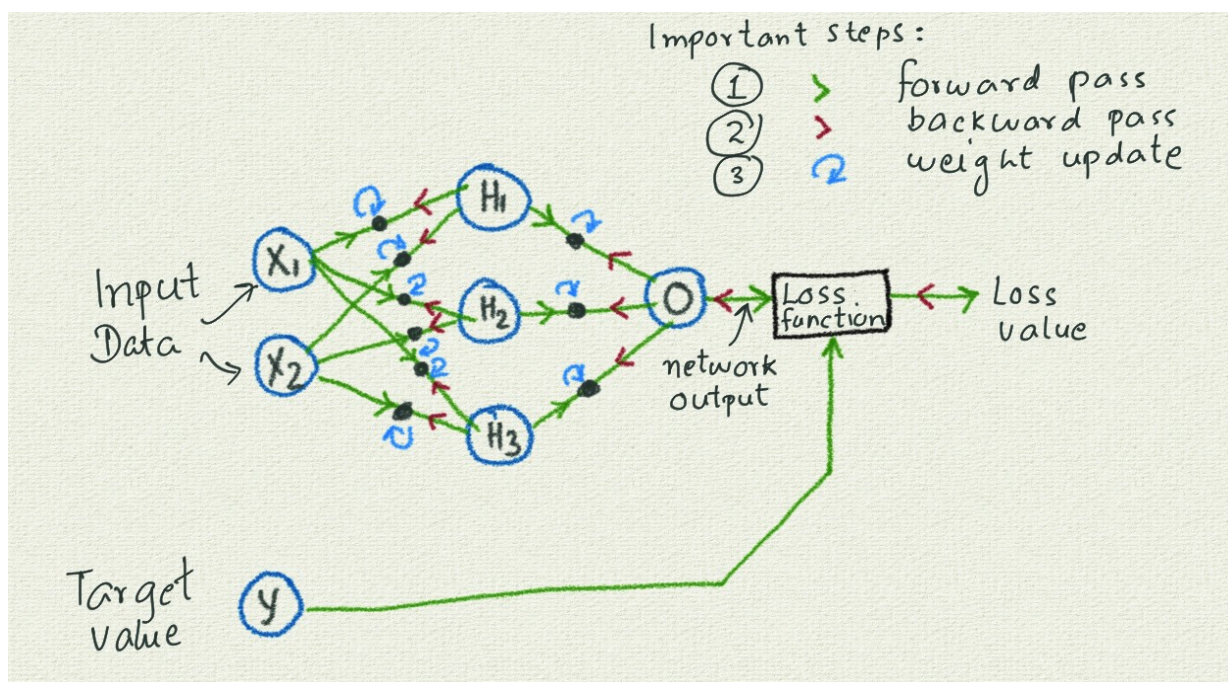 Important steps:
1 > forward pass
2 > backward pass
3 weight update
H1
X1
Input
Data
H2
O
Loss.
function
Loss
value
X2
network
output
H3
Target
value
y